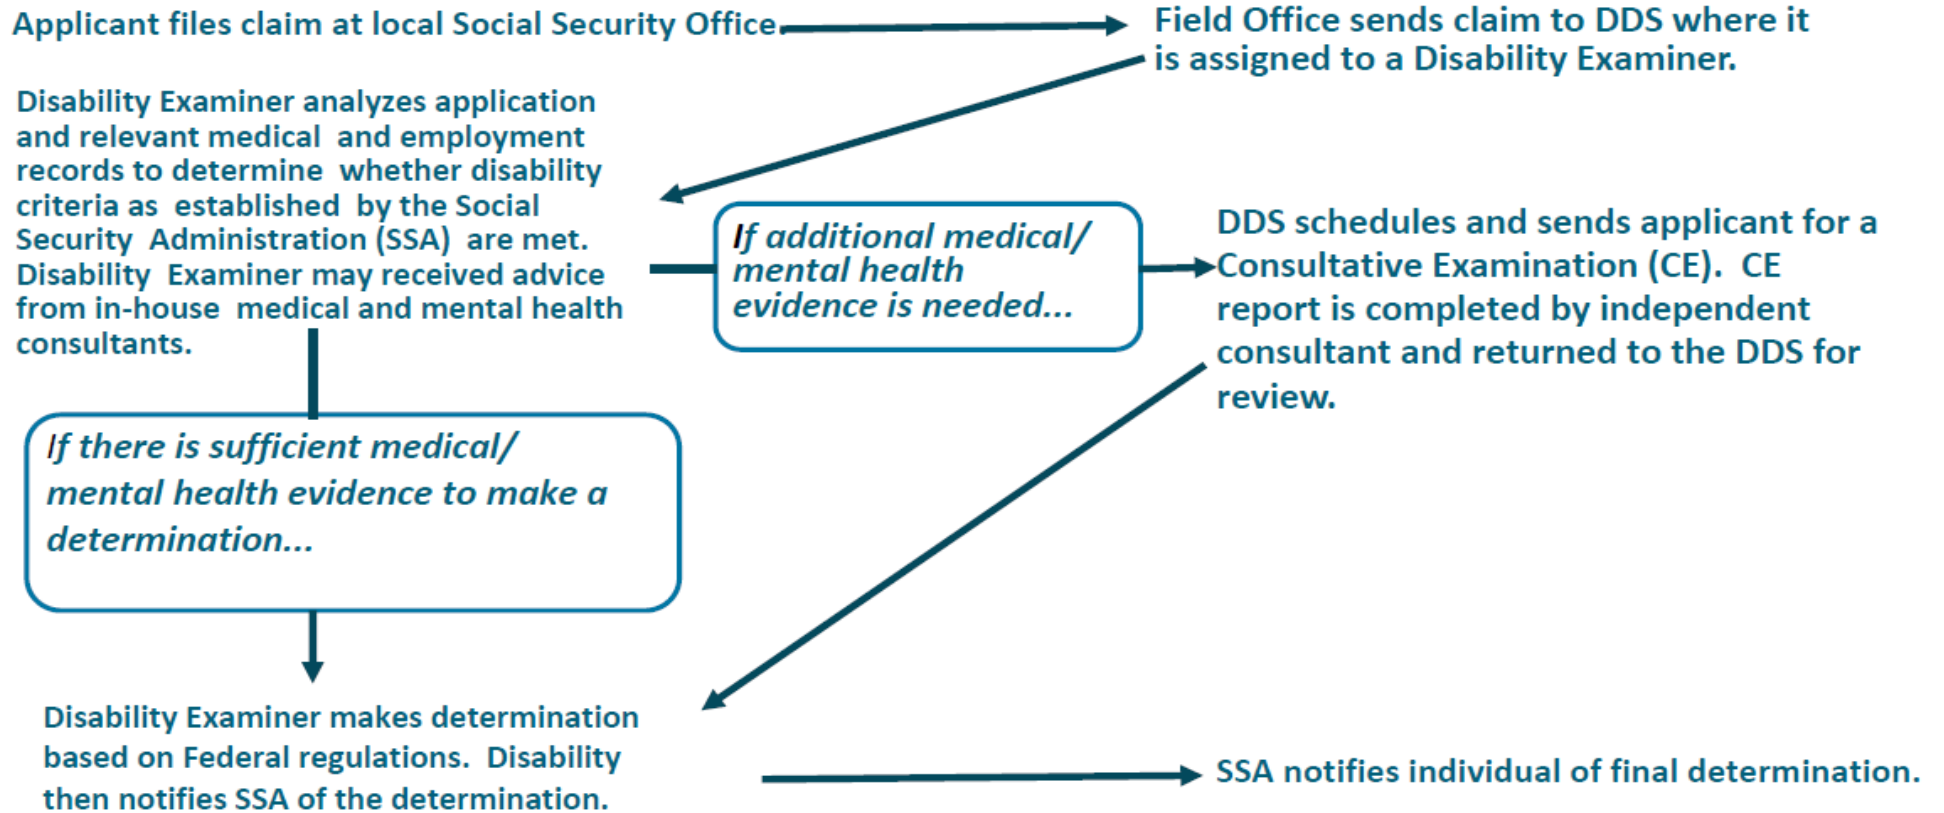 Applicant files claim at local Social Security Office.
Field Office sends claim to DDS where it
is assigned to a Disability Examiner.
Disability Examiner analyzes application
and relevant medical and employment
records to determine whether disability
criteria as established by the Social
Security Administration (SSA) are met.
Disability Examiner may received advice
from in-house medical and mental health
consultants.
If additional medical/
mental health
evidence is needed...
DDS schedules and sends applicant for a
Consultative Examination (CE). CE
report is completed by independent
consultant and returned to the DDS for
review.
If there is sufficient medical/
mental health evidence to make a
determination...
Disability Examiner makes determination
based on Federal regulations. Disability
then notifies SSA of the determination.
SSA notifies individual of final determination.